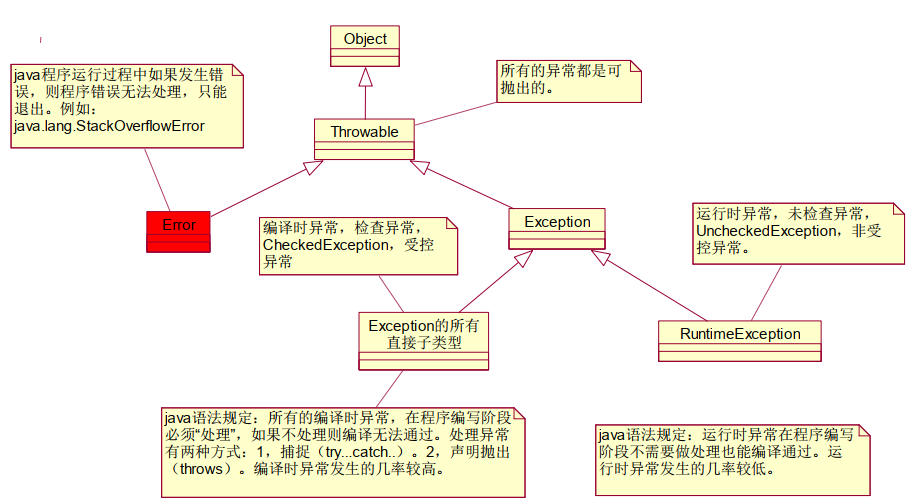 Object
java程序运行过程中如果发生错
误，则程序错误无法处理，只能
退出。例如：
java.lang.StackOverflowError
所有的异常都是可
抛出的。
Throwable
Error
编译时异常，检查异常，
CheckedException，受控
异常
Exception
运行时异常，未检查异常，
UncheckedException，非受
控异常。
Exception的所有
直接子类型
RuntimeException
java语法规定：所有的编译时异常，在程序编写阶段
必须“处理”，如果不处理则编译无法通过。处理异常
有两种方式：1，捕捉（try...catch..）。2，声明抛出
（throws）。编译时异常发生的几率较高。
java语法规定：运行时异常在程序编写
阶段不需要做处理也能编译通过。运
行时异常发生的几率较低。